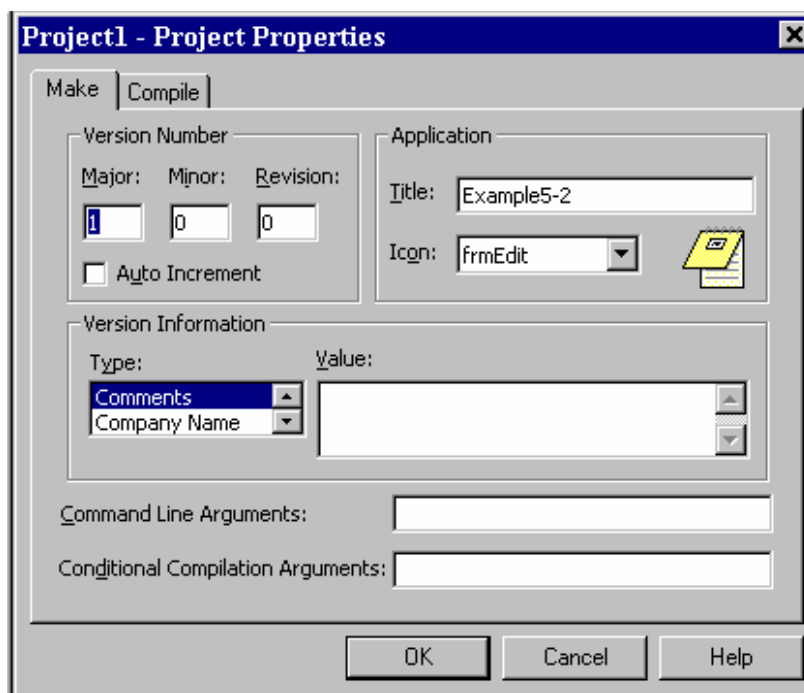 Project1 - Project Properties
Make
Compile
Version Number
Major: Minor: Revision:
1 0 0
Auto Increment
Application
Title: Example5-2
Icon: frmEdit
Version Information
Type:
Comments
Company Name
Value:
Command Line Arguments:
Conditional Compilation Arguments:
OK
Cancel
Help